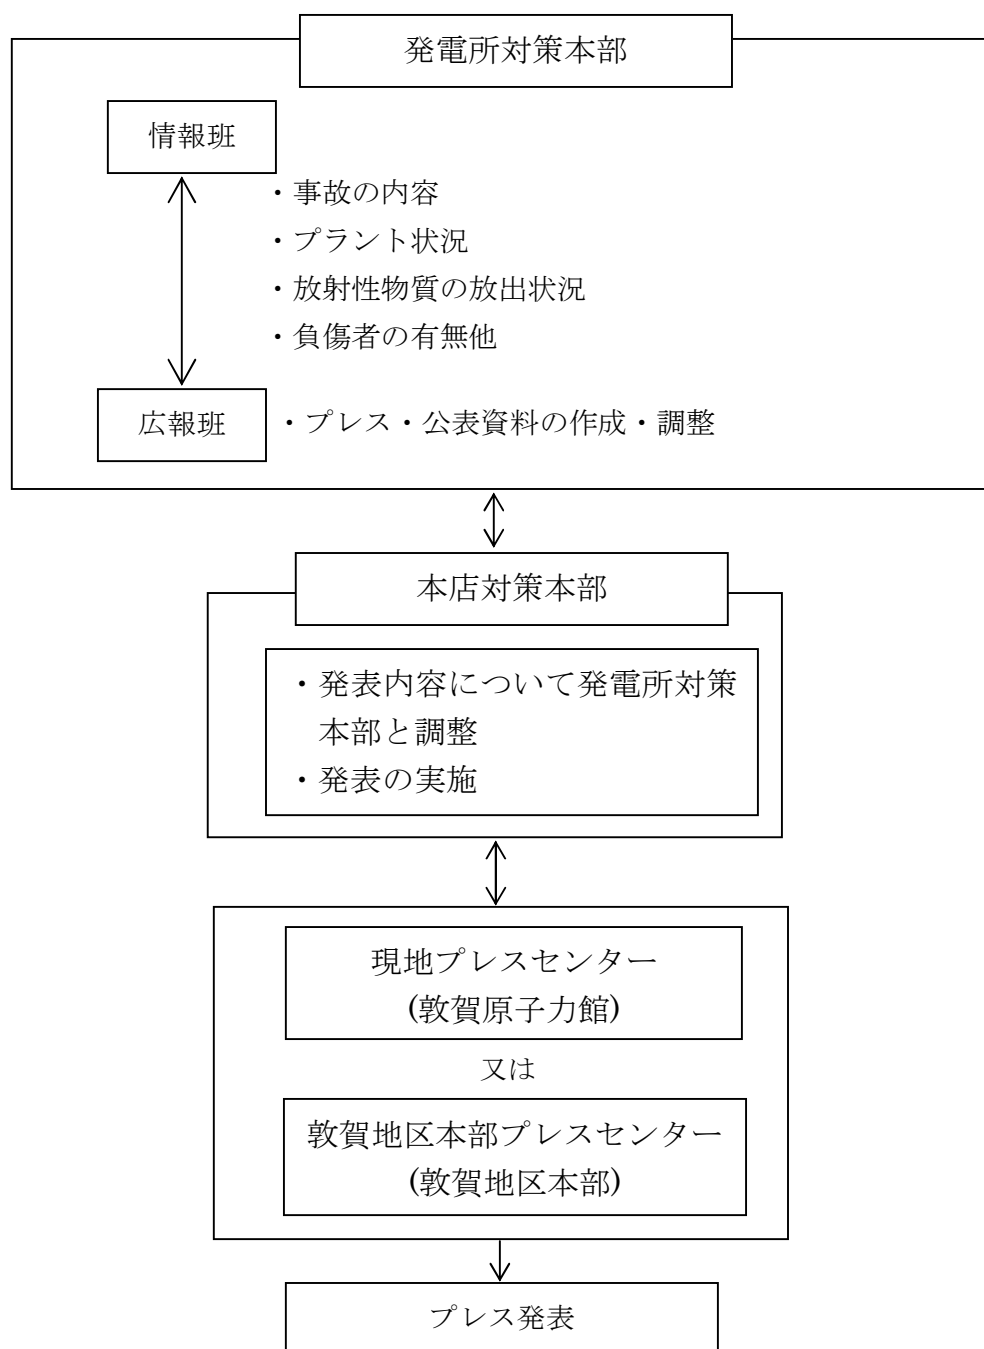 発電所対策本部
情報班
・事故の内容
・プラント状況
・放射性物質の放出状況
・負傷者の有無他
広報班
・プレス・公表資料の作成・調整
本店対策本部
・発表内容について発電所対策
本部と調整
・発表の実施
現地プレスセンター
(敦賀原子力館)
又は
敦賀地区本部プレスセンター
(敦賀地区本部)
プレス発表